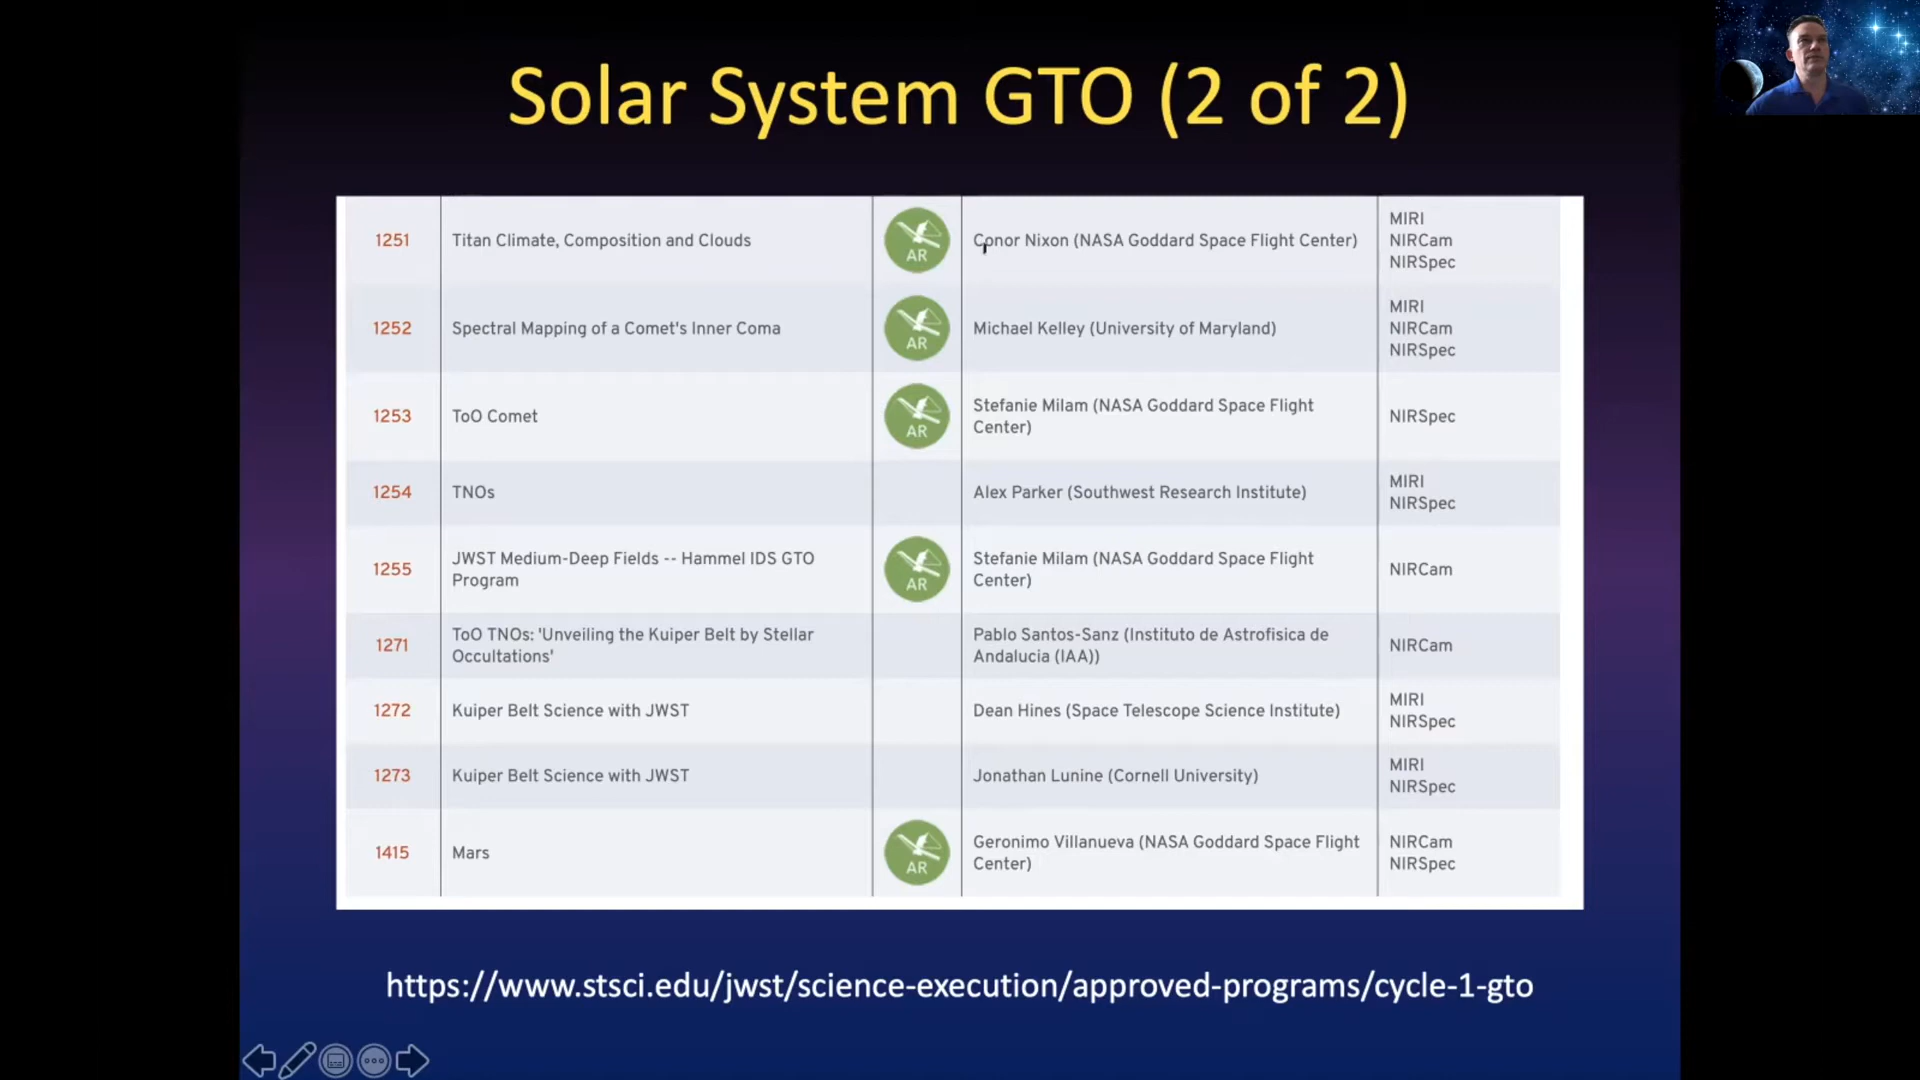 Solar System GTO (2 of 2)
1251
Titan Climate, Composition and Clouds
AR
Conor Nixon (NASA Goddard Space Flight Center)
MIRI
NIRCam
NIRSpec
1252
Spectral Mapping of a Comet's Inner Coma
AR
Michael Kelley (University of Maryland)
MIRI
NIRCam
NIRSpec
1253
ToO Comet
AR
Stefanie Milam (NASA Goddard Space Flight
Center)
NIRSpec
1254
TNOs
Alex Parker (Southwest Research Institute)
MIRI
NIRSpec
1255
JWST Medium-Deep Fields -- Hammel IDS GTO
Program
AR
Stefanie Milam (NASA Goddard Space Flight
Center)
NIRCam
1271
ToO TNOs: 'Unveiling the Kuiper Belt by Stellar
Occultations'
Pablo Santos-Sanz (Instituto de Astrofisica de
Andalucia (IAA))
NIRCam
1272
Kuiper Belt Science with JWST
Dean Hines (Space Telescope Science Institute)
MIRI
NIRSpec
1273
Kuiper Belt Science with JWST
Jonathan Lunine (Cornell University)
MIRI
NIRSpec
1415
Mars
AR
Geronimo Villanueva (NASA Goddard Space Flight
Center)
NIRCam
NIRSpec
https://www.stsci.edu/jwst/science-execution/approved-programs/cycle-1-gto